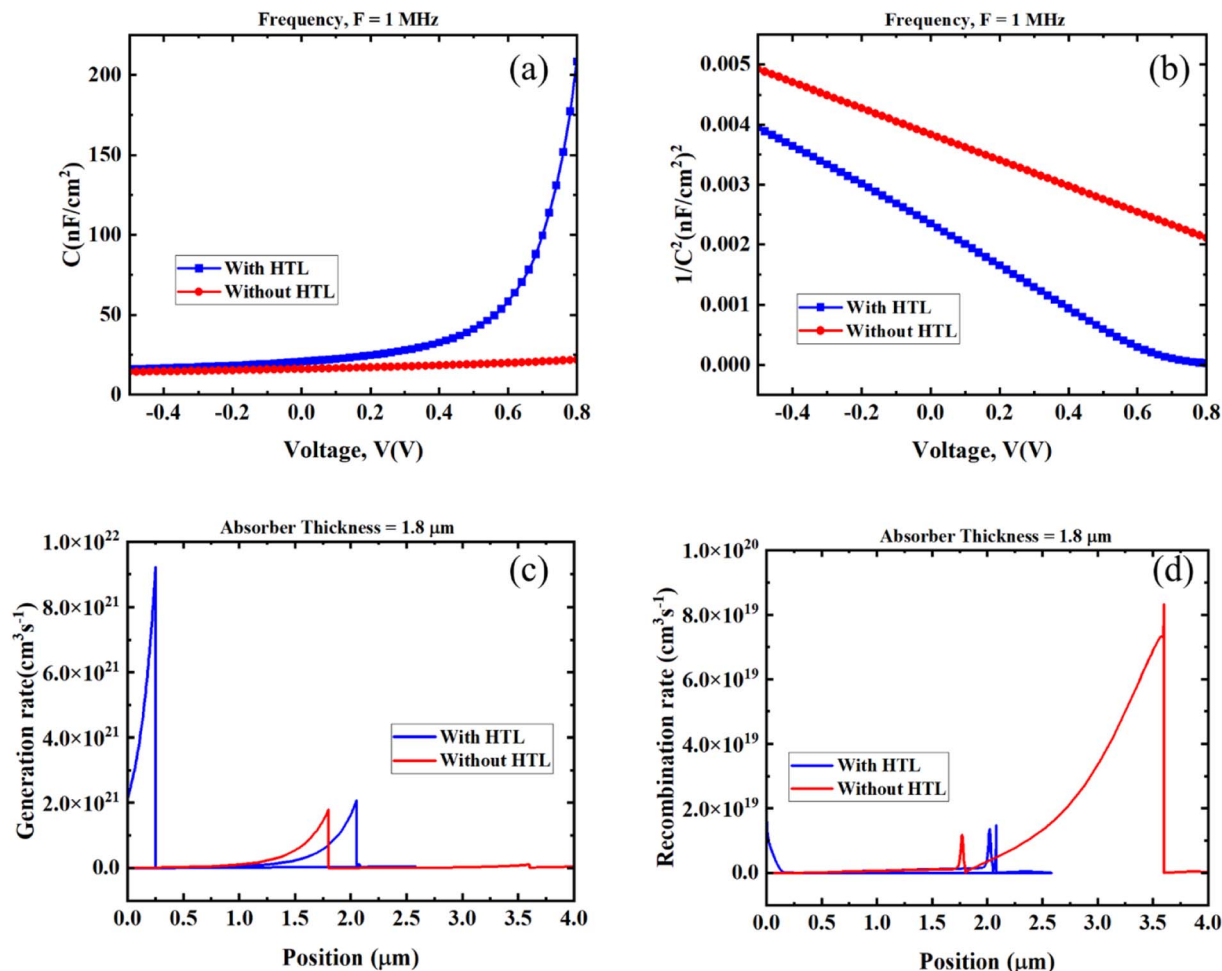 Frequency, F = 1 MHz
(a)
C(nF/cm²)
200
150
100
50
0
With HTL
Without HTL
-0.4 -0.2 0.0 0.2 0.4 0.6 0.8
Voltage, V(V)
Frequency, F = 1 MHz
(b)
1/C²(nF/cm²)²
0.005
0.004
0.003
0.002
0.001
0.000
With HTL
Without HTL
-0.4 -0.2 0.0 0.2 0.4 0.6 0.8
Voltage, V(V)
Absorber Thickness = 1.8 μm
(c)
Generation rate(cm³s⁻¹)
1.0×10²²
8.0×10²¹
6.0×10²¹
4.0×10²¹
2.0×10²¹
0.0
With HTL
Without HTL
0.0 0.5 1.0 1.5 2.0 2.5 3.0 3.5 4.0
Position (μm)
Absorber Thickness = 1.8 μm
(d)
Recombination rate (cm³s⁻¹)
1.0×10²⁰
8.0×10¹⁹
6.0×10¹⁹
4.0×10¹⁹
2.0×10¹⁹
0.0
With HTL
Without HTL
0.0 0.5 1.0 1.5 2.0 2.5 3.0 3.5 4.0
Position (μm)